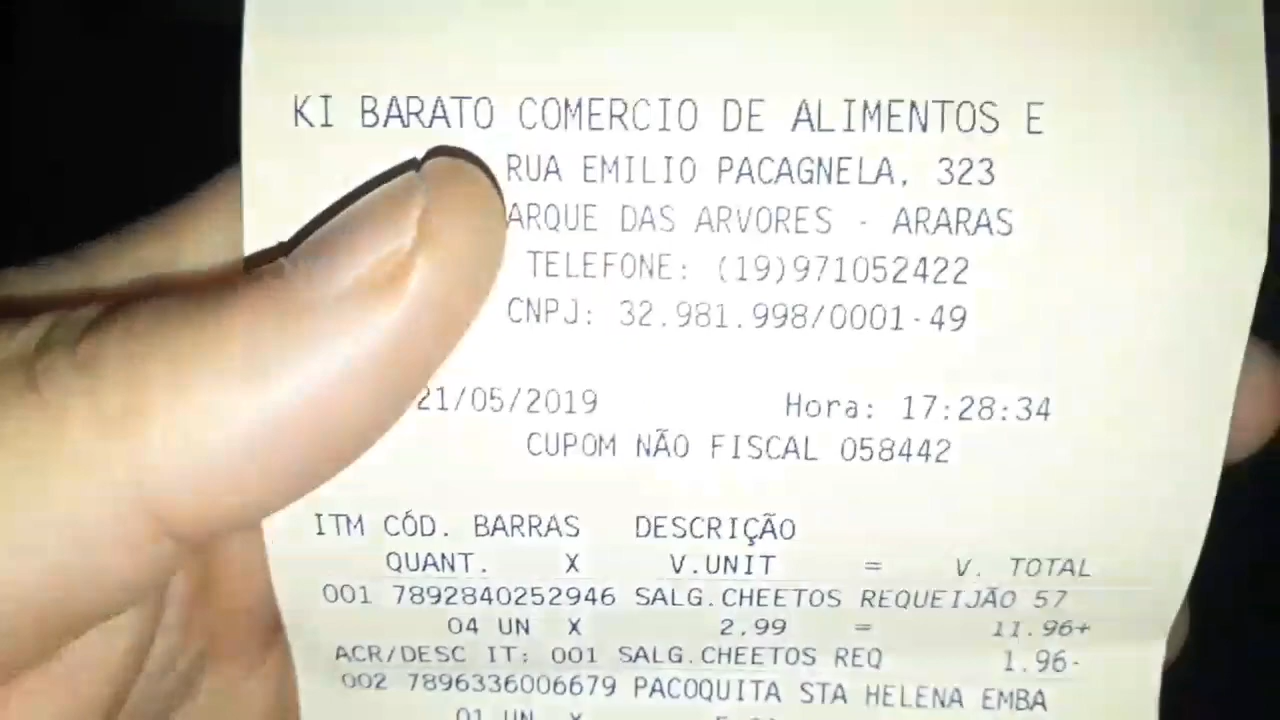 KI BARATO COMERCIO DE ALIMENTOS E
RUA EMILIO PACAGNELA, 323
ARQUE DAS ARVORES - ARARAS
TELEFONE: (19)971052422
CNPJ: 32.981.998/0001-49
21/05/2019 Hora: 17:28:34
CUPOM NÃO FISCAL 058442
ITM CÓD. BARRAS DESCRIÇÃO
QUANT. X V.UNIT = V. TOTAL
001 7892840252946 SALG.CHEETOS REQUEIJÃO 57
04 UN X 2.99 = 11.96+
ACR/DESC IT: 001 SALG.CHEETOS REQ 1.96-
002 7896336006679 PACOQUITA STA HELENA EMBA
01 UN X